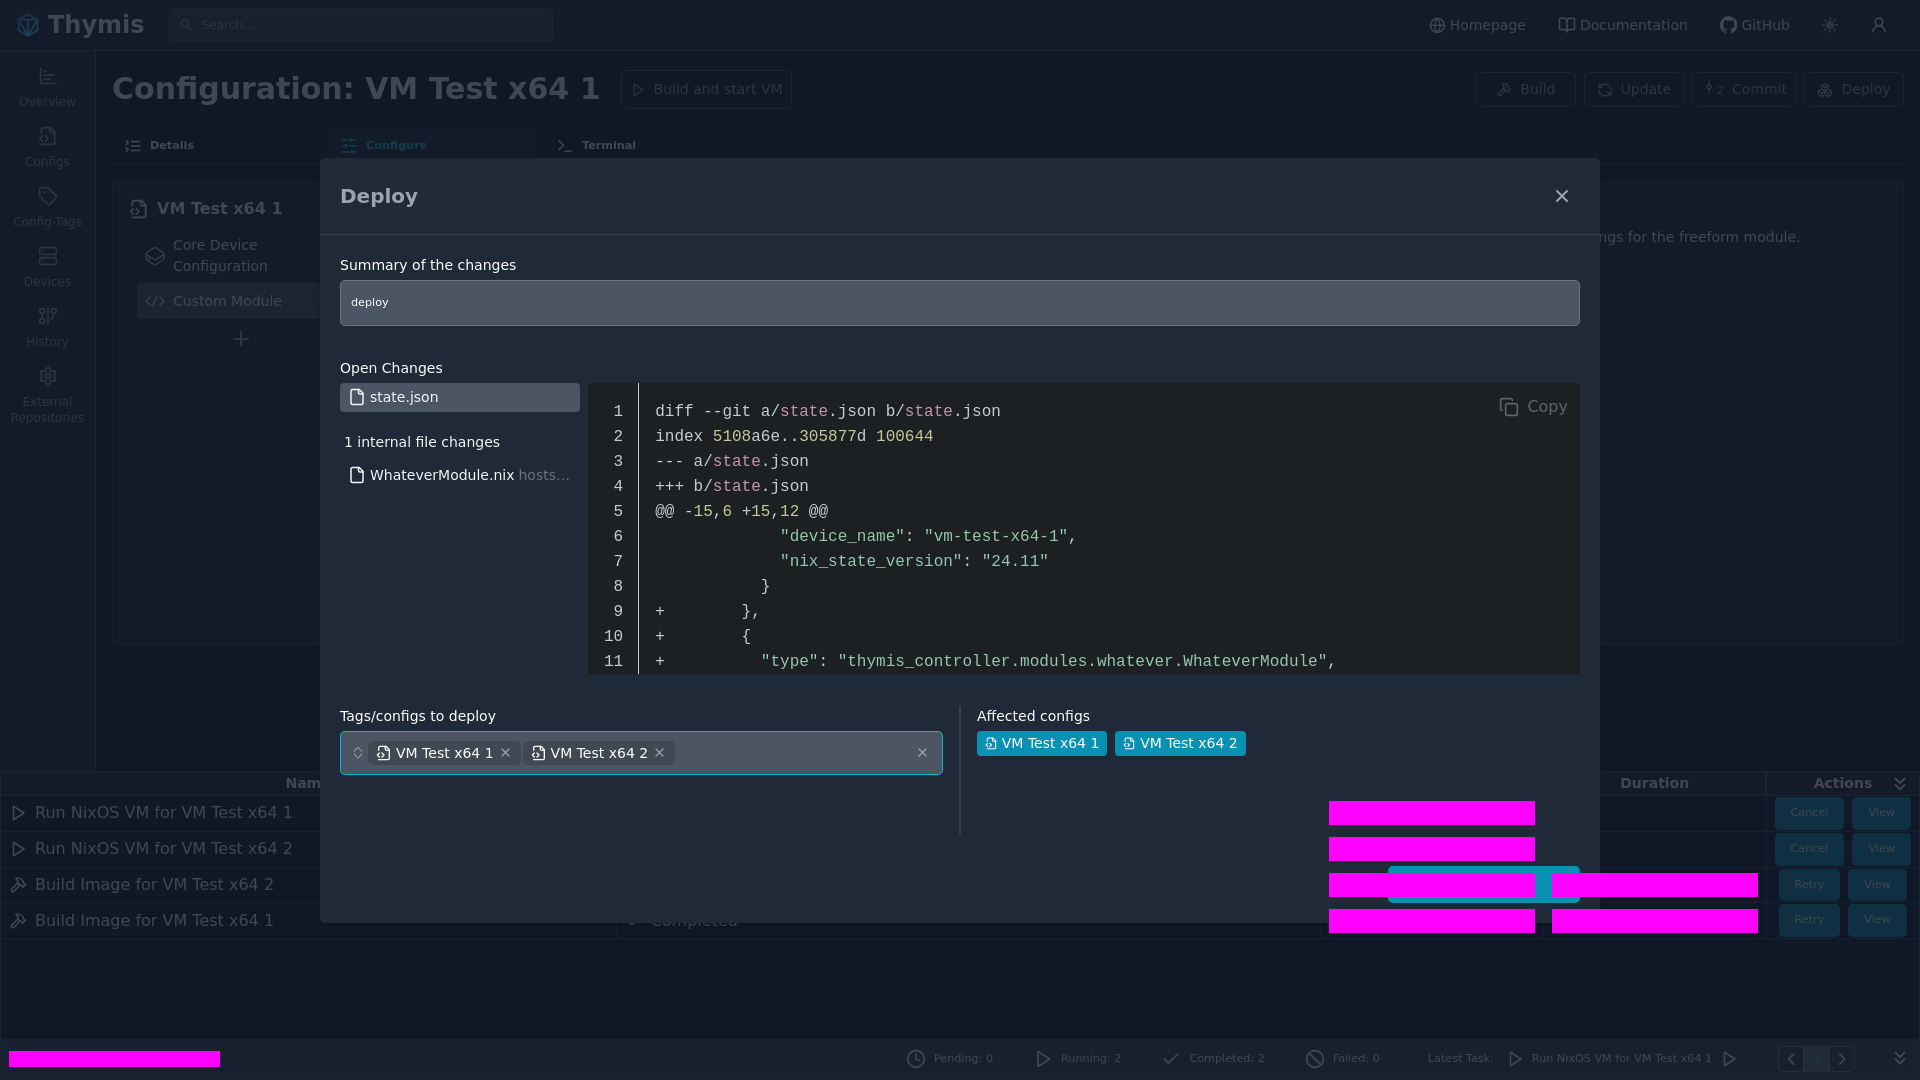 Thymis
Search...
Homepage
Documentation
GitHub
Overview
Configs
Config-Tags
Devices
History
External
Repositories
Configuration: VM Test x64 1
Build and start VM
Build
Update
2 Commit
Deploy
Details
Configure
Terminal
VM Test x64 1
Core Device
Configuration
Custom Module
ngs for the freeform module.
Deploy
Summary of the changes
deploy
Open Changes
state.json
1 internal file changes
WhateverModule.nix hosts...
Copy
1 diff --git a/state.json b/state.json
2 index 5108a6e..305877d 100644
3 --- a/state.json
4 +++ b/state.json
5 @@ -15,6 +15,12 @@
6 "device_name": "vm-test-x64-1",
7 "nix_state_version": "24.11"
8 }
9 + },
10 + {
11 + "type": "thymis_controller.modules.whatever.WhateverModule",
Tags/configs to deploy
VM Test x64 1
VM Test x64 2
Affected configs
VM Test x64 1
VM Test x64 2
Nam
Duration
Actions
Run NixOS VM for VM Test x64 1
Cancel
View
Run NixOS VM for VM Test x64 2
Cancel
View
Build Image for VM Test x64 2
Retry
View
Build Image for VM Test x64 1
Completed
Retry
View
Pending: 0
Running: 2
Completed: 2
Failed: 0
Latest Task:
Run NixOS VM for VM Test x64 1